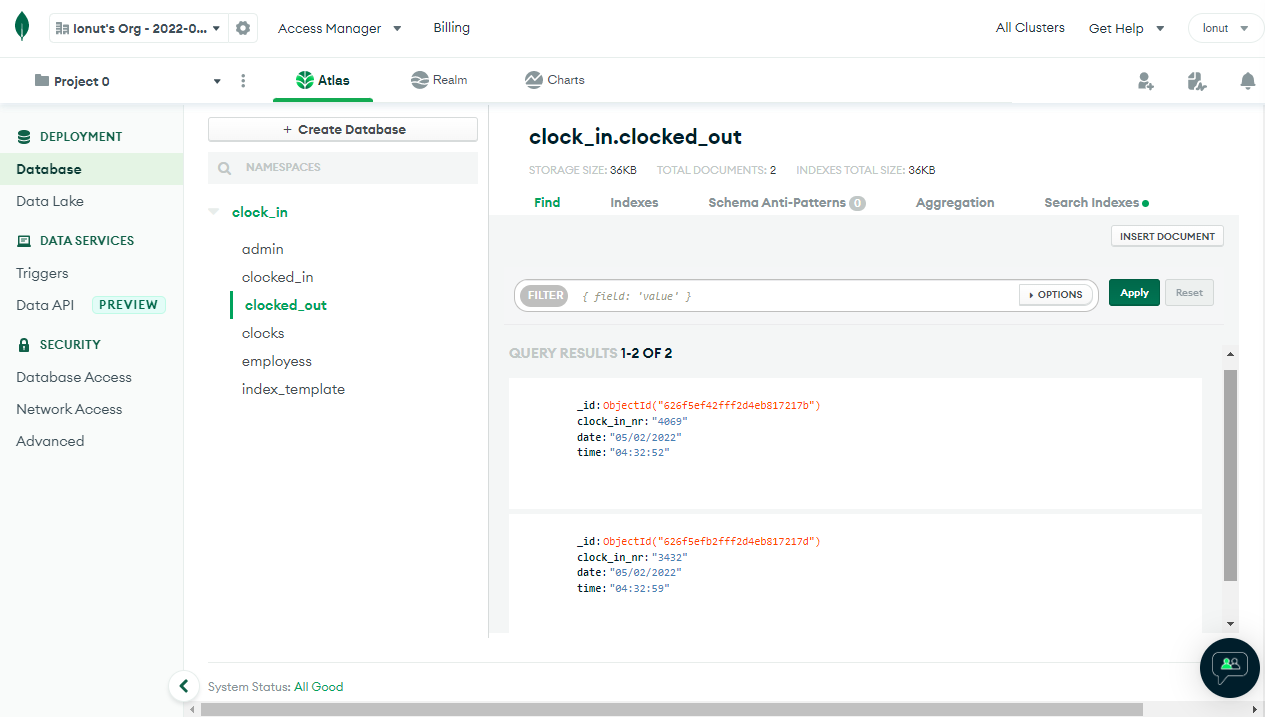 Ionut's Org - 2022-0...
Access Manager
Billing
All Clusters
Get Help
Ionut
Project 0
Atlas
Realm
Charts
DEPLOYMENT
Database
Data Lake
DATA SERVICES
Triggers
Data API PREVIEW
SECURITY
Database Access
Network Access
Advanced
+ Create Database
NAMESPACES
clock_in
admin
clocked_in
clocked_out
clocks
employess
index_template
clock_in.clocked_out
STORAGE SIZE: 36KB TOTAL DOCUMENTS: 2 INDEXES TOTAL SIZE: 36KB
Find Indexes Schema Anti-Patterns 0 Aggregation Search Indexes
INSERT DOCUMENT
FILTER { field: 'value' } OPTIONS Apply Reset
QUERY RESULTS 1-2 OF 2
_id: ObjectId("626f5ef42fff2d4eb817217b")
clock_in_nr: "4069"
date: "05/02/2022"
time: "04:32:52"
_id: ObjectId("626f5efb2fff2d4eb817217d")
clock_in_nr: "3432"
date: "05/02/2022"
time: "04:32:59"
System Status: All Good